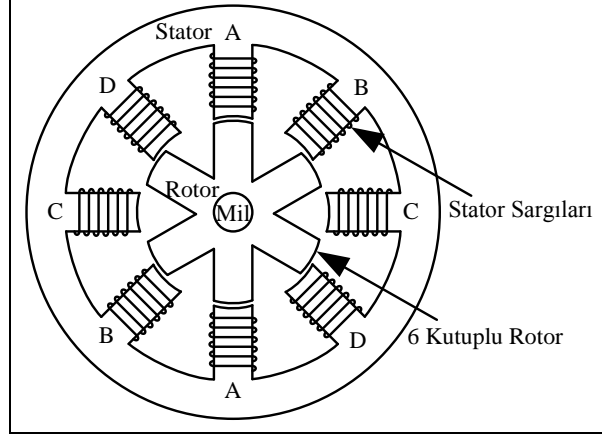 Stator A
D
B
Rotor
Mil
C
C
Stator Sargıları
B
D
6 Kutuplu Rotor
A